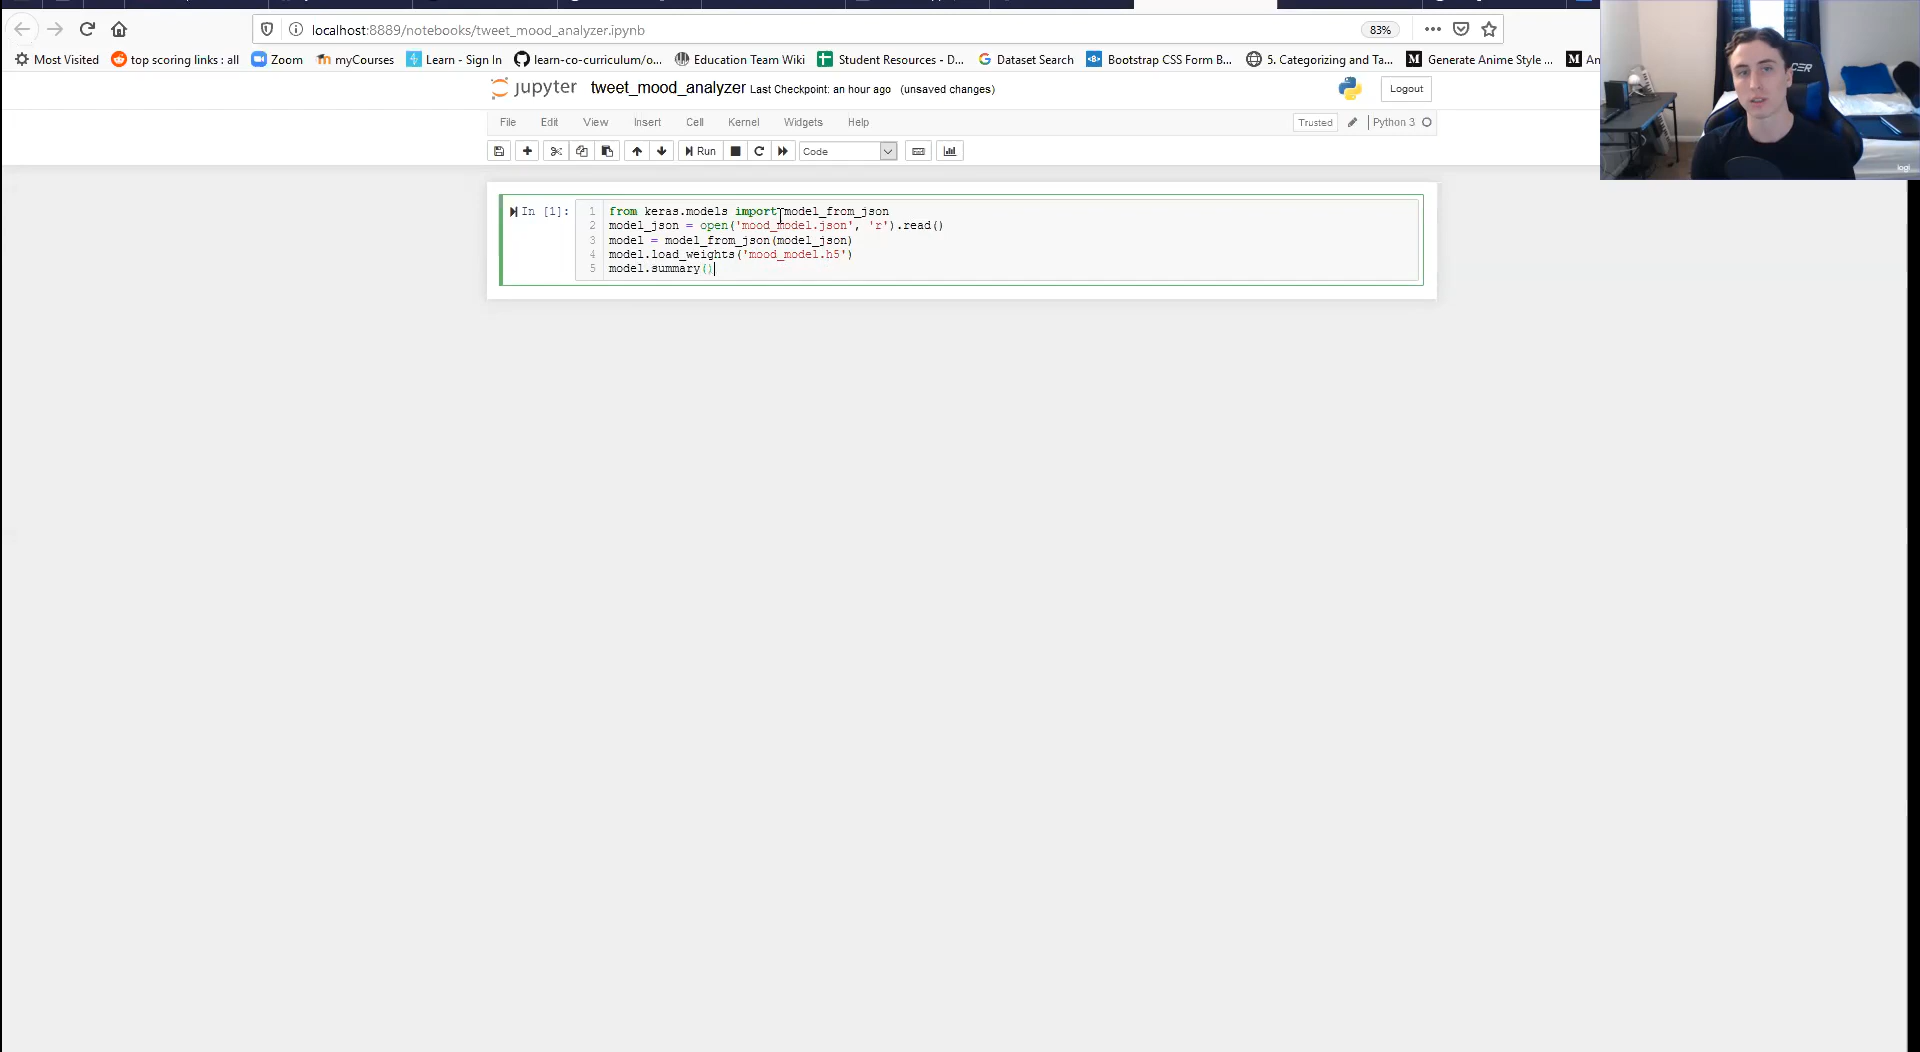 localhost:8889/notebooks/tweet_mood_analyzer.ipynb
83%
Most Visited
top scoring links : all
Zoom
myCourses
Learn - Sign In
learn-co-curriculum/o...
Education Team Wiki
Student Resources - D...
Dataset Search
Bootstrap CSS Form B...
5. Categorizing and Ta...
Generate Anime Style ...
An
jupyter
tweet_mood_analyzer Last Checkpoint: an hour ago (unsaved changes)
Logout
File Edit View Insert Cell Kernel Widgets Help
Trusted
Python 3
Run
Code
In [1]:
1 from keras.models import model_from_json
2 model_json = open('mood_model.json', 'r').read()
3 model = model_from_json(model_json)
4 model.load_weights('mood_model.h5')
5 model.summary()
CER
logi